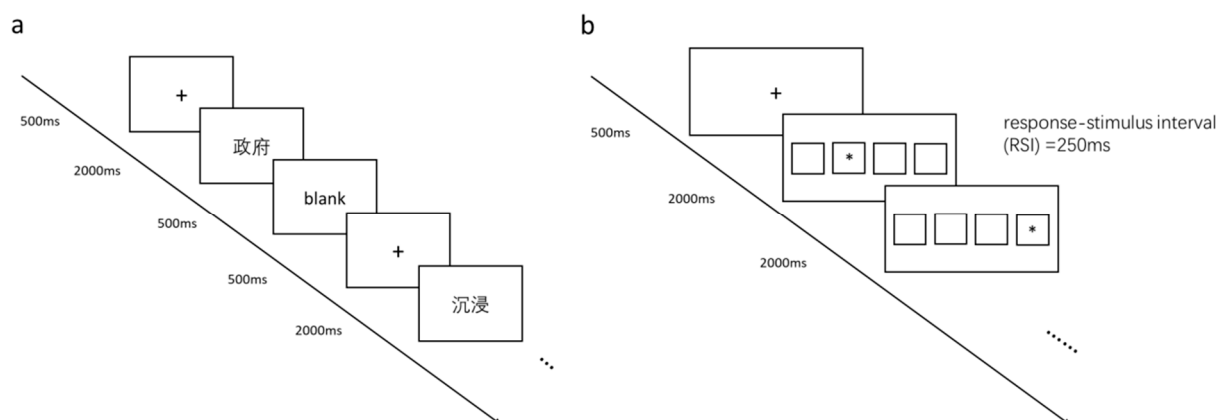 a
+
500ms
政府
2000ms
blank
500ms
+
500ms
沉浸
2000ms
...
b
+
500ms
response-stimulus interval
(RSI) =250ms
*
2000ms
*
2000ms
......